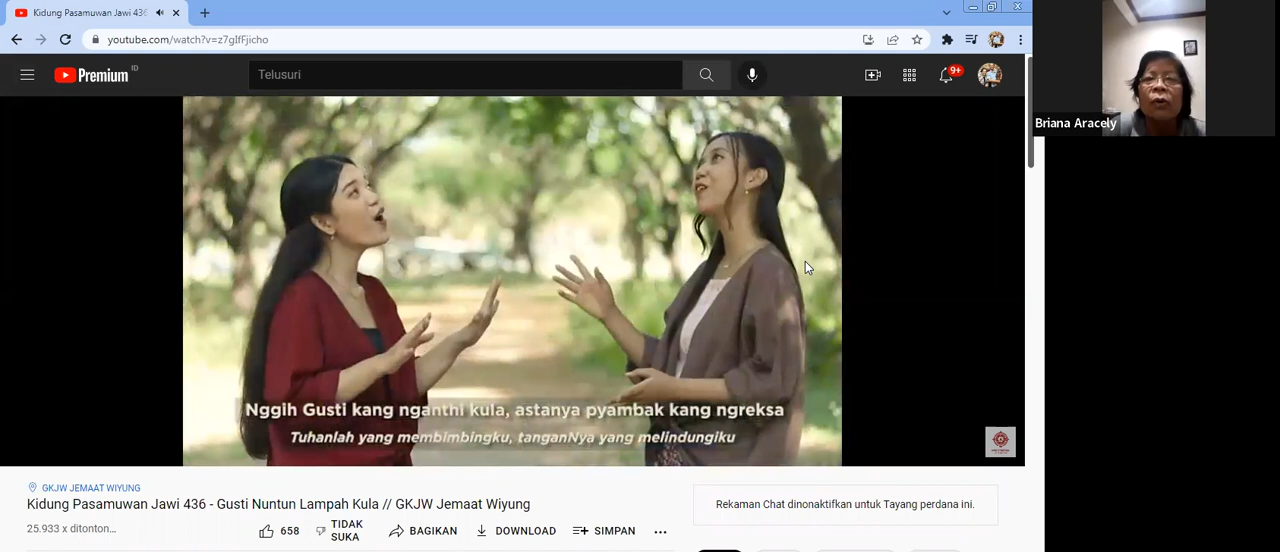 Kidung Pasamuwan Jawi 436
youtube.com/watch?v=z7gIfFjicho
Premium ID
Telusuri
9+
Briana Aracely
Nggih Gusti kang nganthi kula, astanya pyambak kang ngreksa
Tuhanlah yang membimbingku, tanganNya yang melindungiku
GKJW JEMAAT WIYUNG
Kidung Pasamuwan Jawi 436 - Gusti Nuntun Lampah Kula // GKJW Jemaat Wiyung
Rekaman Chat dinonaktifkan untuk Tayang perdana ini.
25.933 x ditonton...
658
TIDAK
SUKA
BAGIKAN
DOWNLOAD
SIMPAN